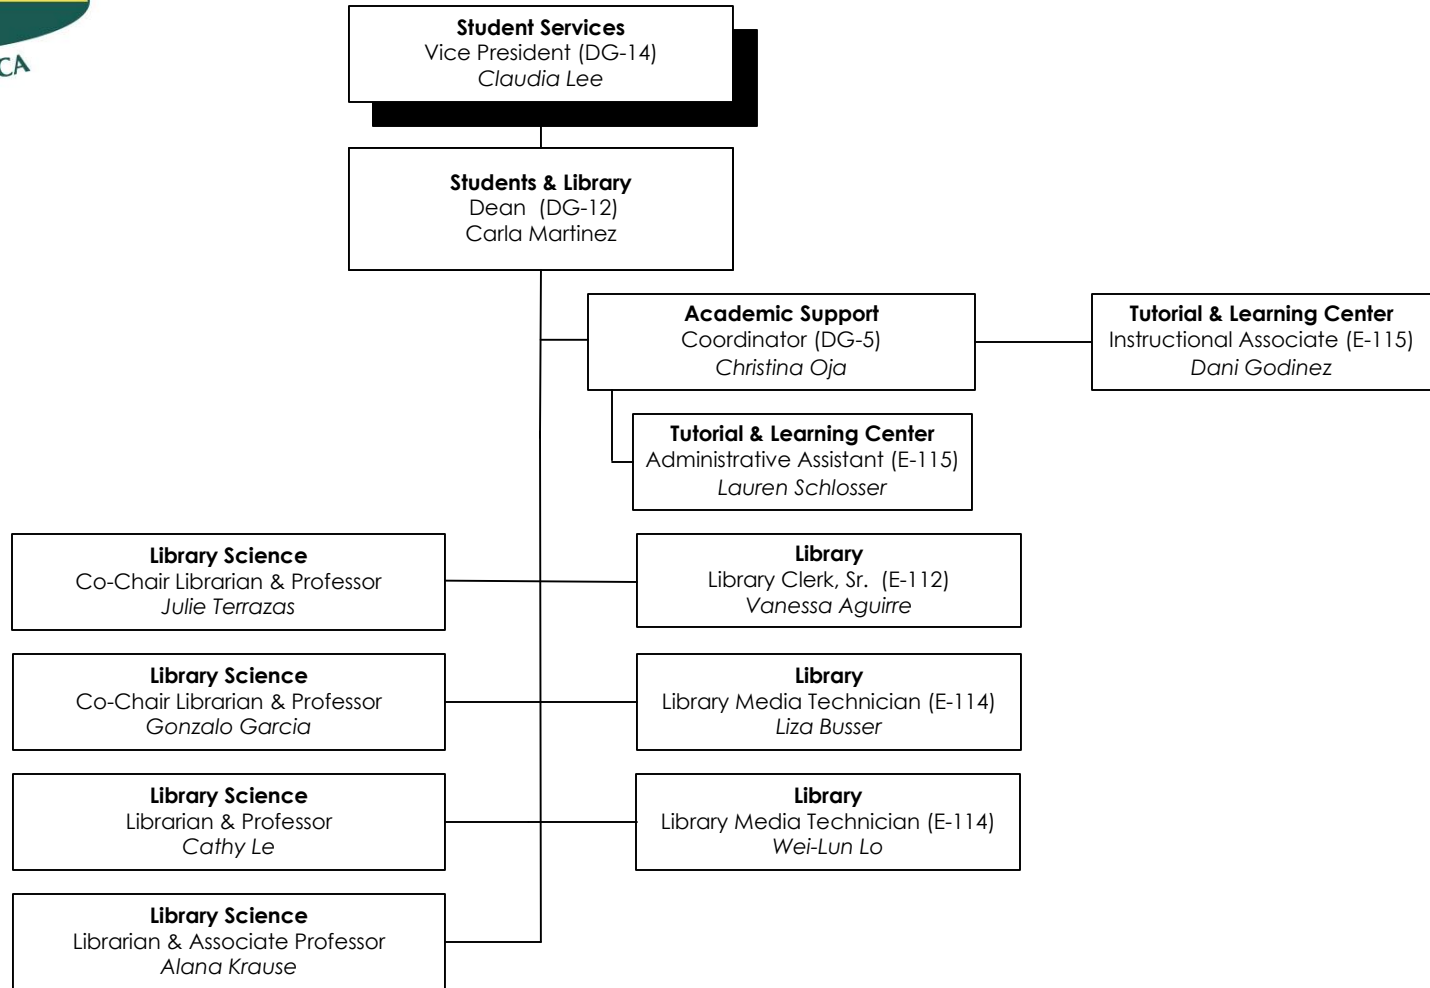 CA
Student Services
Vice President (DG-14)
Claudia Lee
Students & Library
Dean (DG-12)
Carla Martinez
Academic Support
Coordinator (DG-5)
Christina Oja
Tutorial & Learning Center
Instructional Associate (E-115)
Dani Godinez
Tutorial & Learning Center
Administrative Assistant (E-115)
Lauren Schlosser
Library Science
Co-Chair Librarian & Professor
Julie Terrazas
Library
Library Clerk, Sr. (E-112)
Vanessa Aguirre
Library Science
Co-Chair Librarian & Professor
Gonzalo Garcia
Library
Library Media Technician (E-114)
Liza Busser
Library Science
Librarian & Professor
Cathy Le
Library
Library Media Technician (E-114)
Wei-Lun Lo
Library Science
Librarian & Associate Professor
Alana Krause